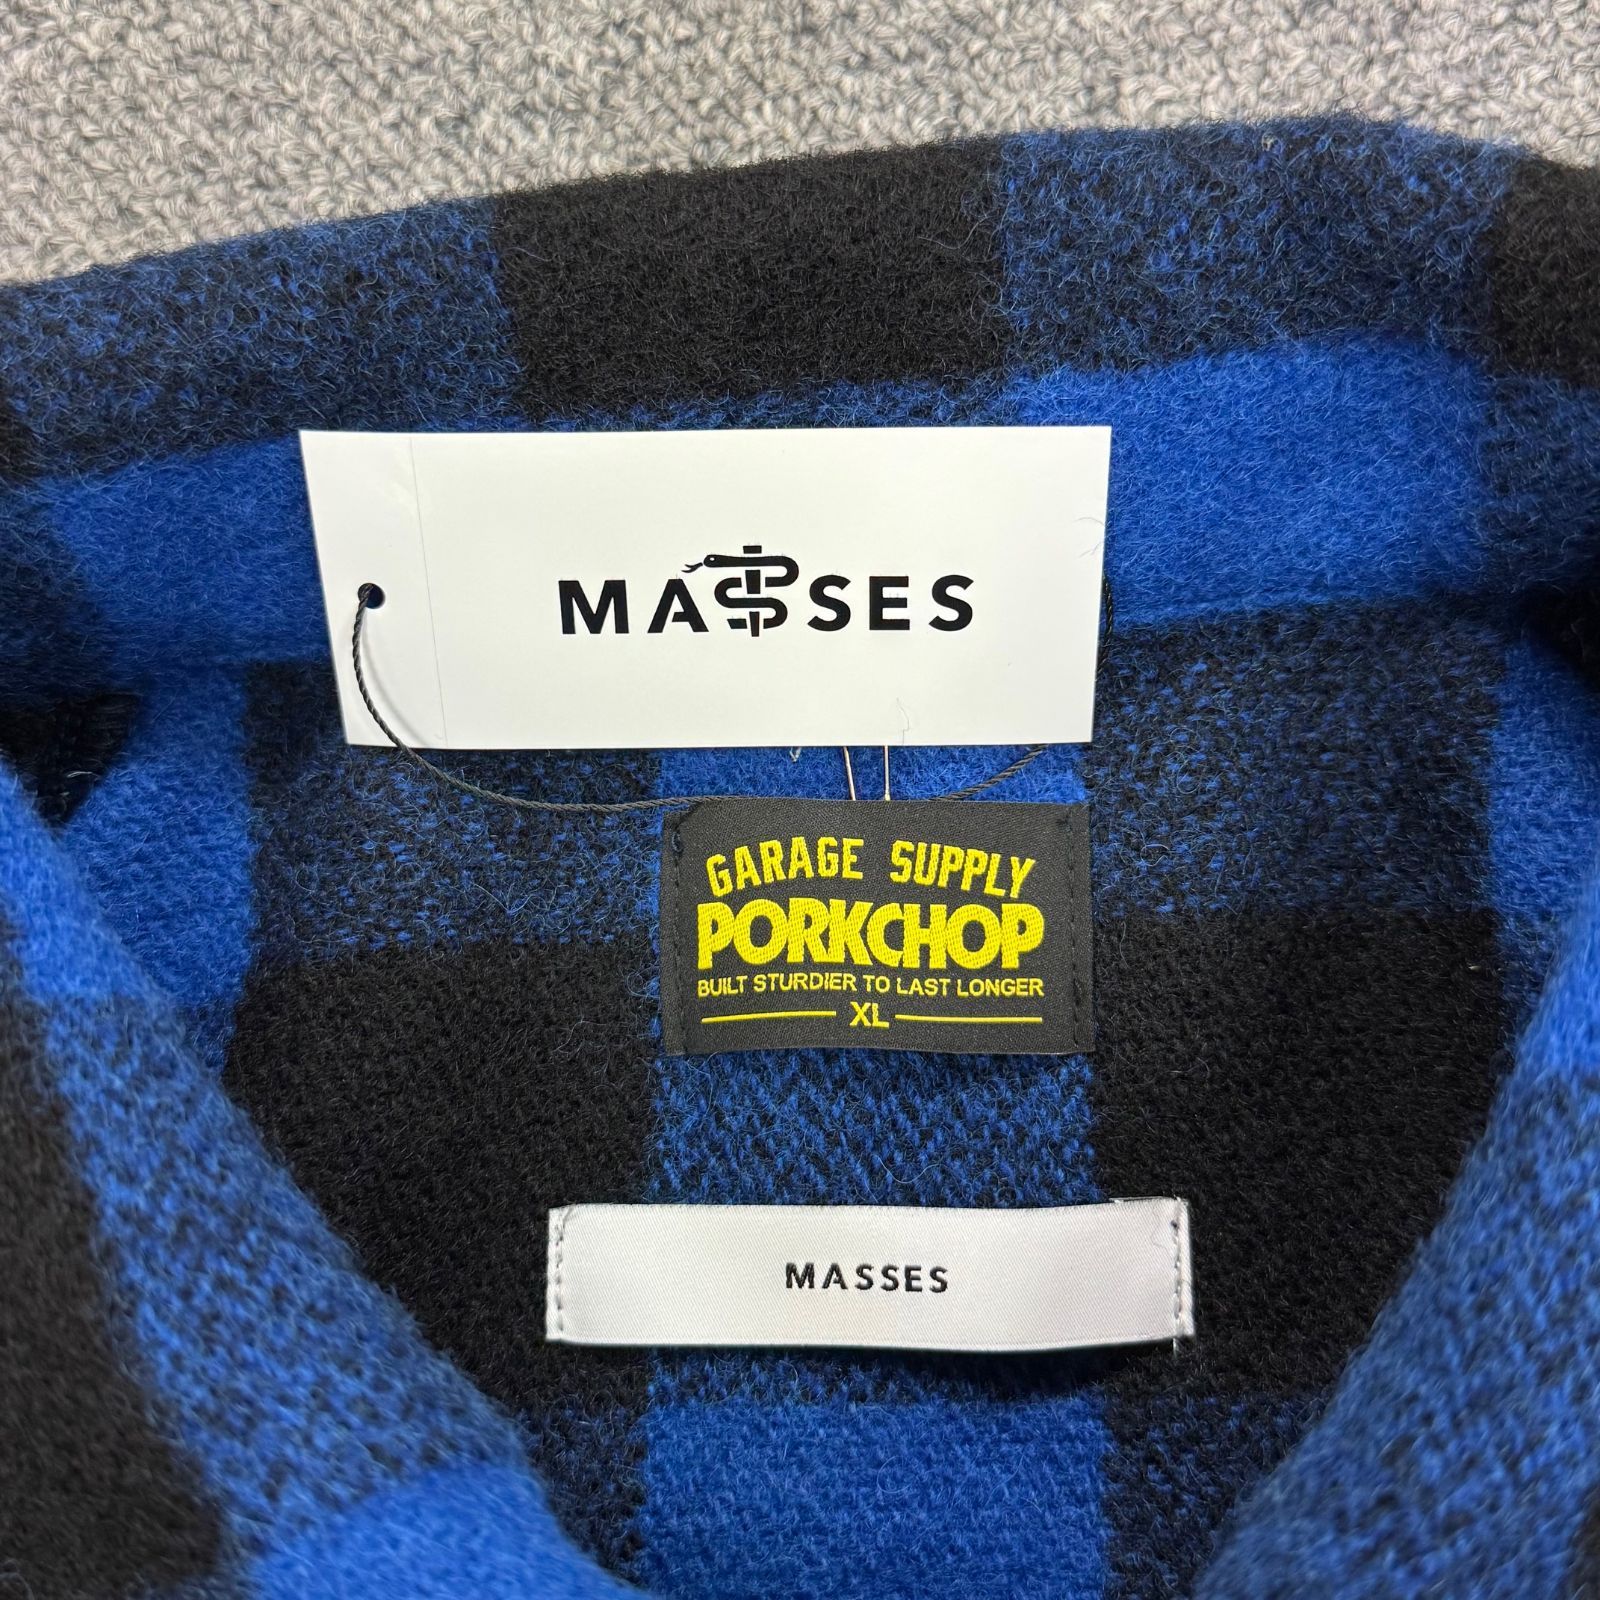 MASSES
GARAGE SUPPLY
PORKCHOP
BUILT STURDIER TO LAST LONGER
XL
MASSES